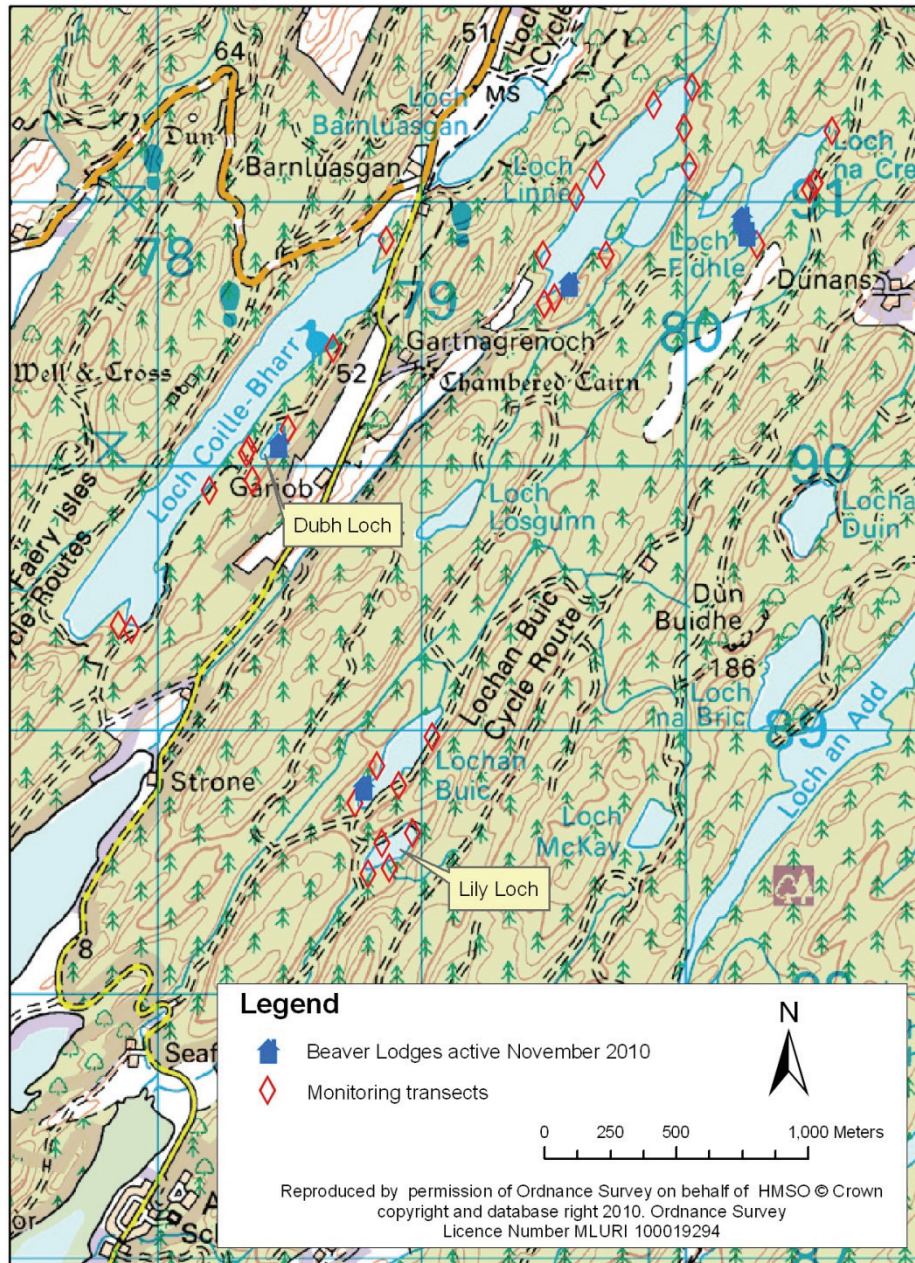 64
51
MS
Loch
Barnluasgan
Dun
Barnluasgan
Loch
Linne
Loch
na Cre
91
Loch
Fidhle
Dunans
78
79
80
Gartnagrenoch
Chambered Cairn
Well & Cross
52
Loch Coille-Bharr
Garjob
Dubh Loch
Faery Isles
cle Routes
Loch
Losgunn
90
Locha
Duin
Dun
Buidhe
186
Lochan Buic
Cycle Route
Loch
na Bric
89
Loch an Add
Lochan
Buic
Strone
Loch
McKay
Lily Loch
8
Seaf
Legend
Beaver Lodges active November 2010
Monitoring transects
N
0 250 500 1,000 Meters
Reproduced by permission of Ordnance Survey on behalf of HMSO © Crown
copyright and database right 2010. Ordnance Survey
Licence Number MLURI 100019294